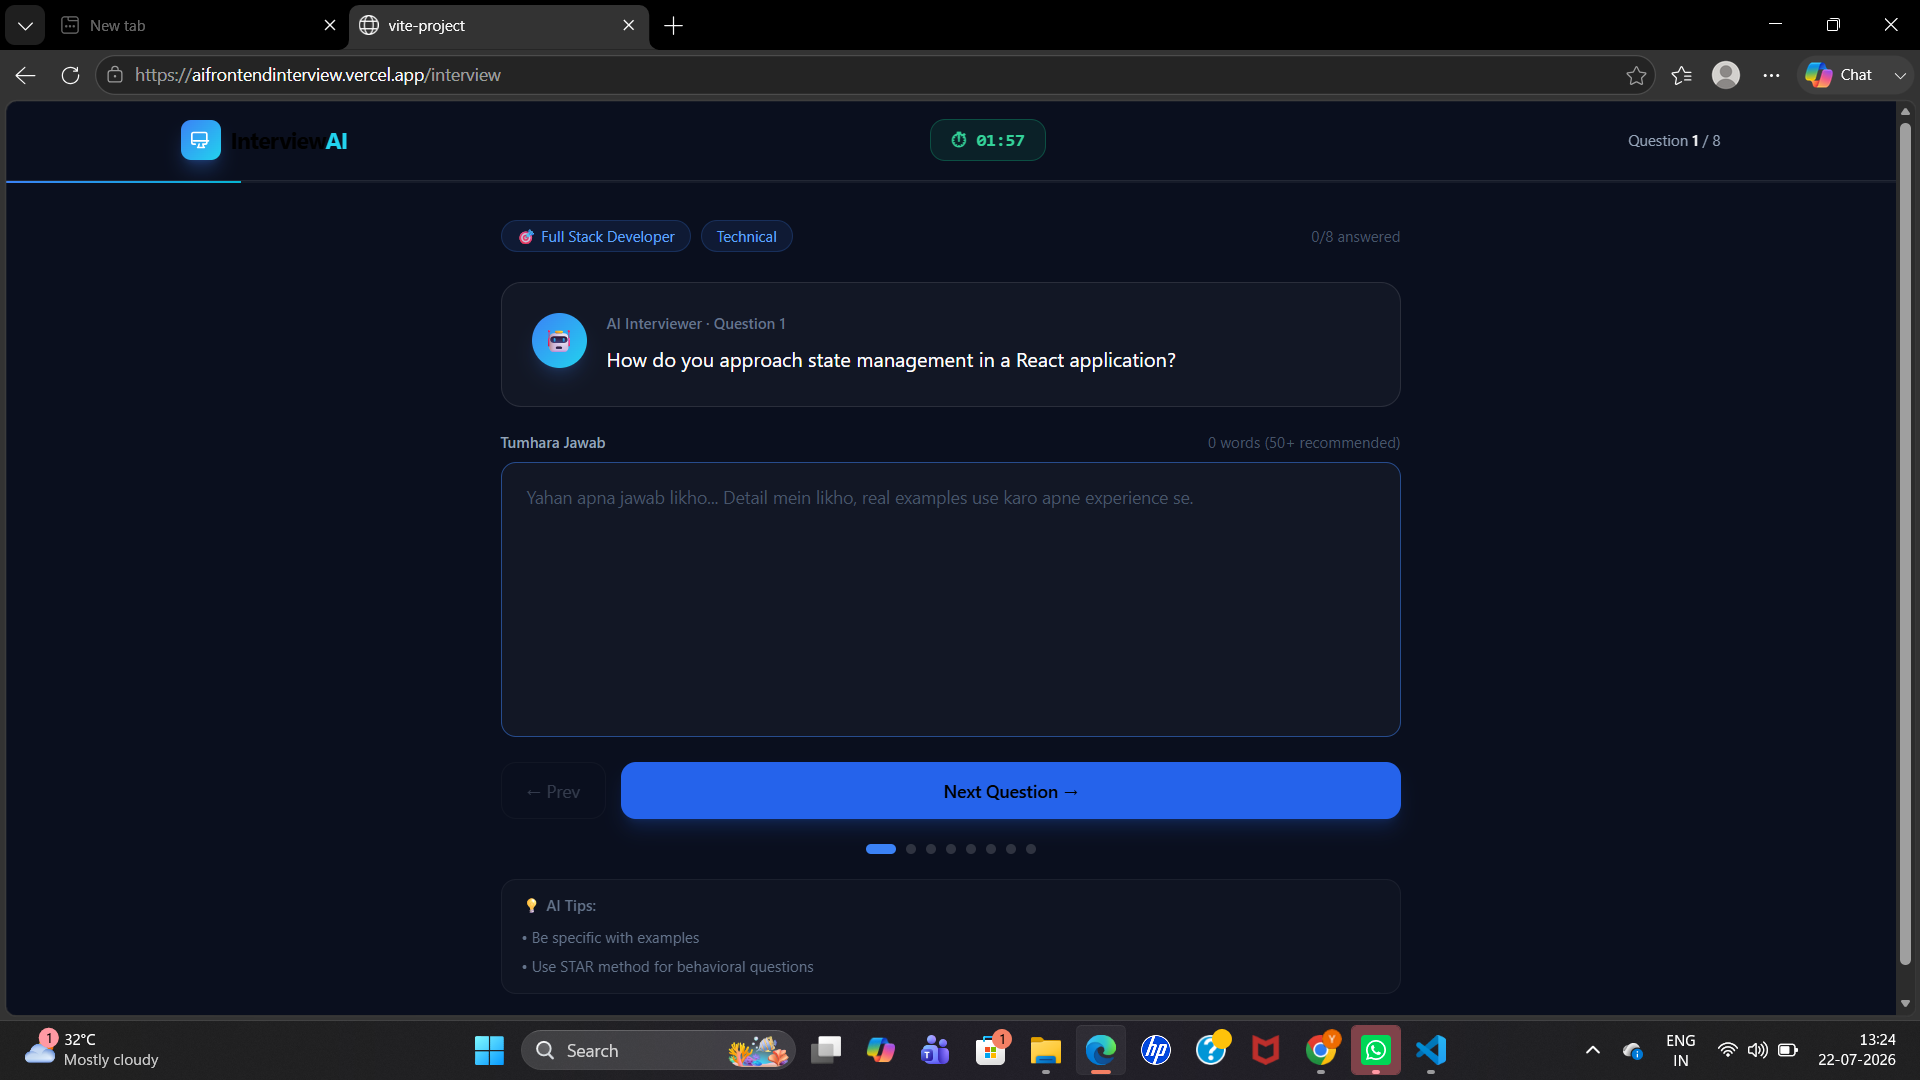 New tab
vite-project
https://aifrontendinterview.vercel.app/interview
Chat
InterviewAI
01:57
Question 1 / 8
Full Stack Developer
Technical
0/8 answered
AI Interviewer · Question 1
How do you approach state management in a React application?
Tumhara Jawab
0 words (50+ recommended)
Yahan apna jawab likho... Detail mein likho, real examples use karo apne experience se.
← Prev
Next Question →
AI Tips:
• Be specific with examples
• Use STAR method for behavioral questions
1
32°C
Mostly cloudy
Search
T
1
hp
?
Y
i
ENG
IN
13:24
22-07-2026